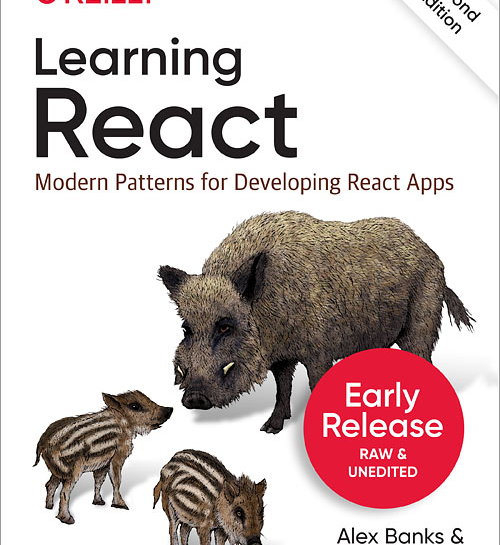 Learning
React
Modern Patterns for Developing React Apps
Early
Release
RAW &
UNEDITED
Alex Banks &